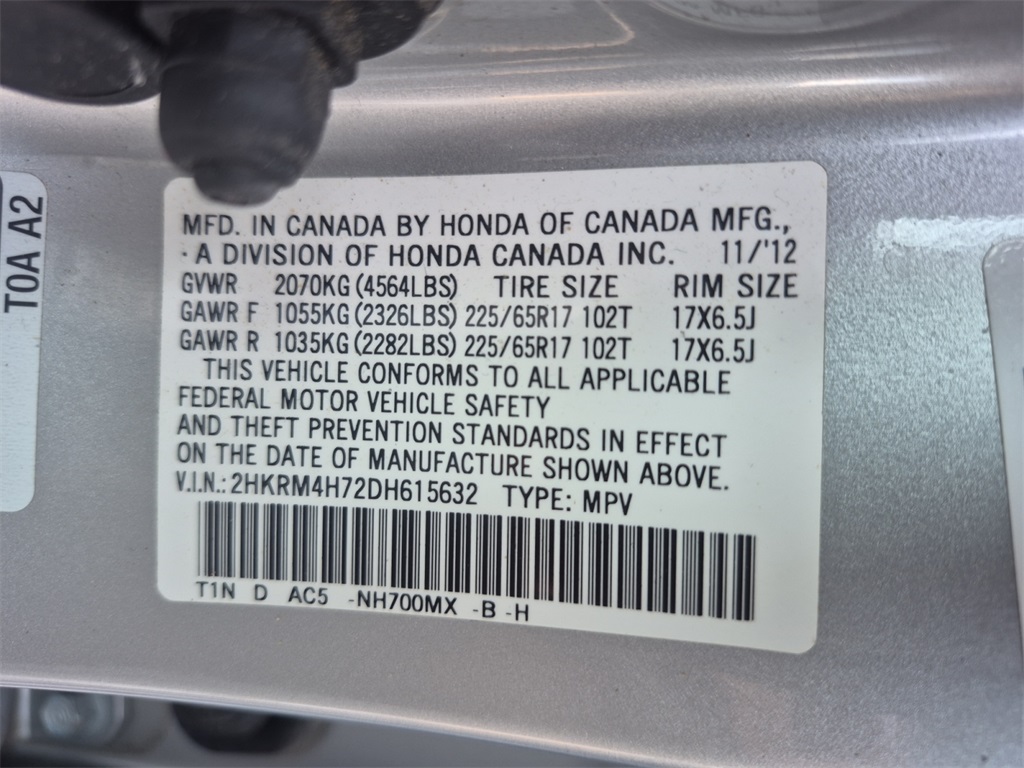 T0A A2
MFD. IN CANADA BY HONDA OF CANADA MFG.,
A DIVISION OF HONDA CANADA INC. 11/'12
GVWR 2070KG (4564LBS) TIRE SIZE RIM SIZE
GAWR F 1055KG (2326LBS) 225/65R17 102T 17X6.5J
GAWR R 1035KG (2282LBS) 225/65R17 102T 17X6.5J
THIS VEHICLE CONFORMS TO ALL APPLICABLE
FEDERAL MOTOR VEHICLE SAFETY
AND THEFT PREVENTION STANDARDS IN EFFECT
ON THE DATE OF MANUFACTURE SHOWN ABOVE.
V.I.N.: 2HKRM4H72DH615632 TYPE: MPV
T1N D AC5 -NH700MX -B -H